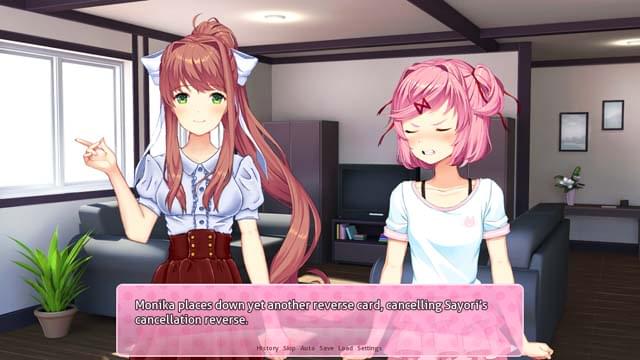 Monika places down yet another reverse card, cancelling Sayori's
cancellation reverse.
History Skip Auto Save Load Settings